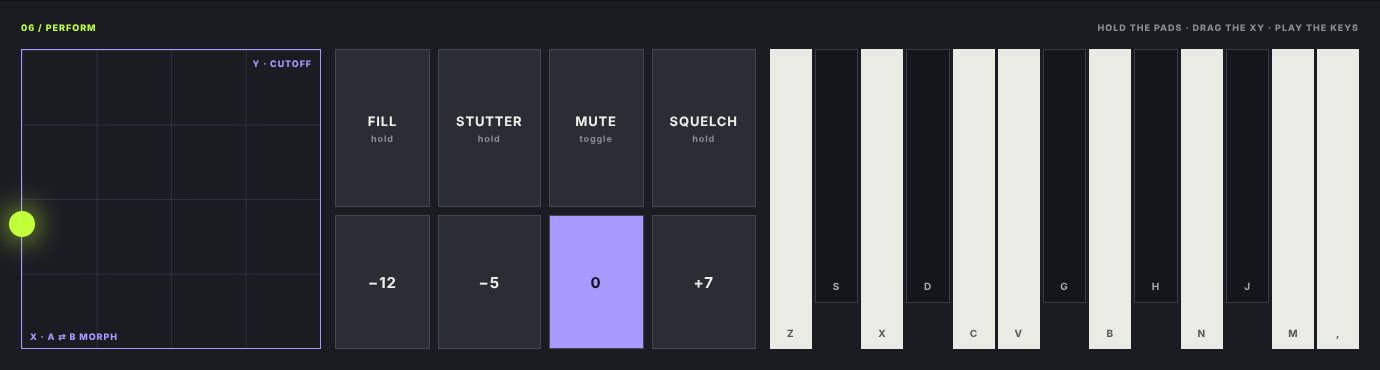 06 / PERFORM
HOLD THE PADS · DRAG THE XY · PLAY THE KEYS
Y · CUTOFF
X · A ⇄ B MORPH
FILL
hold
STUTTER
hold
MUTE
toggle
SQUELCH
hold
−12
−5
0
+7
S
D
G
H
J
Z
X
C
V
B
N
M
,